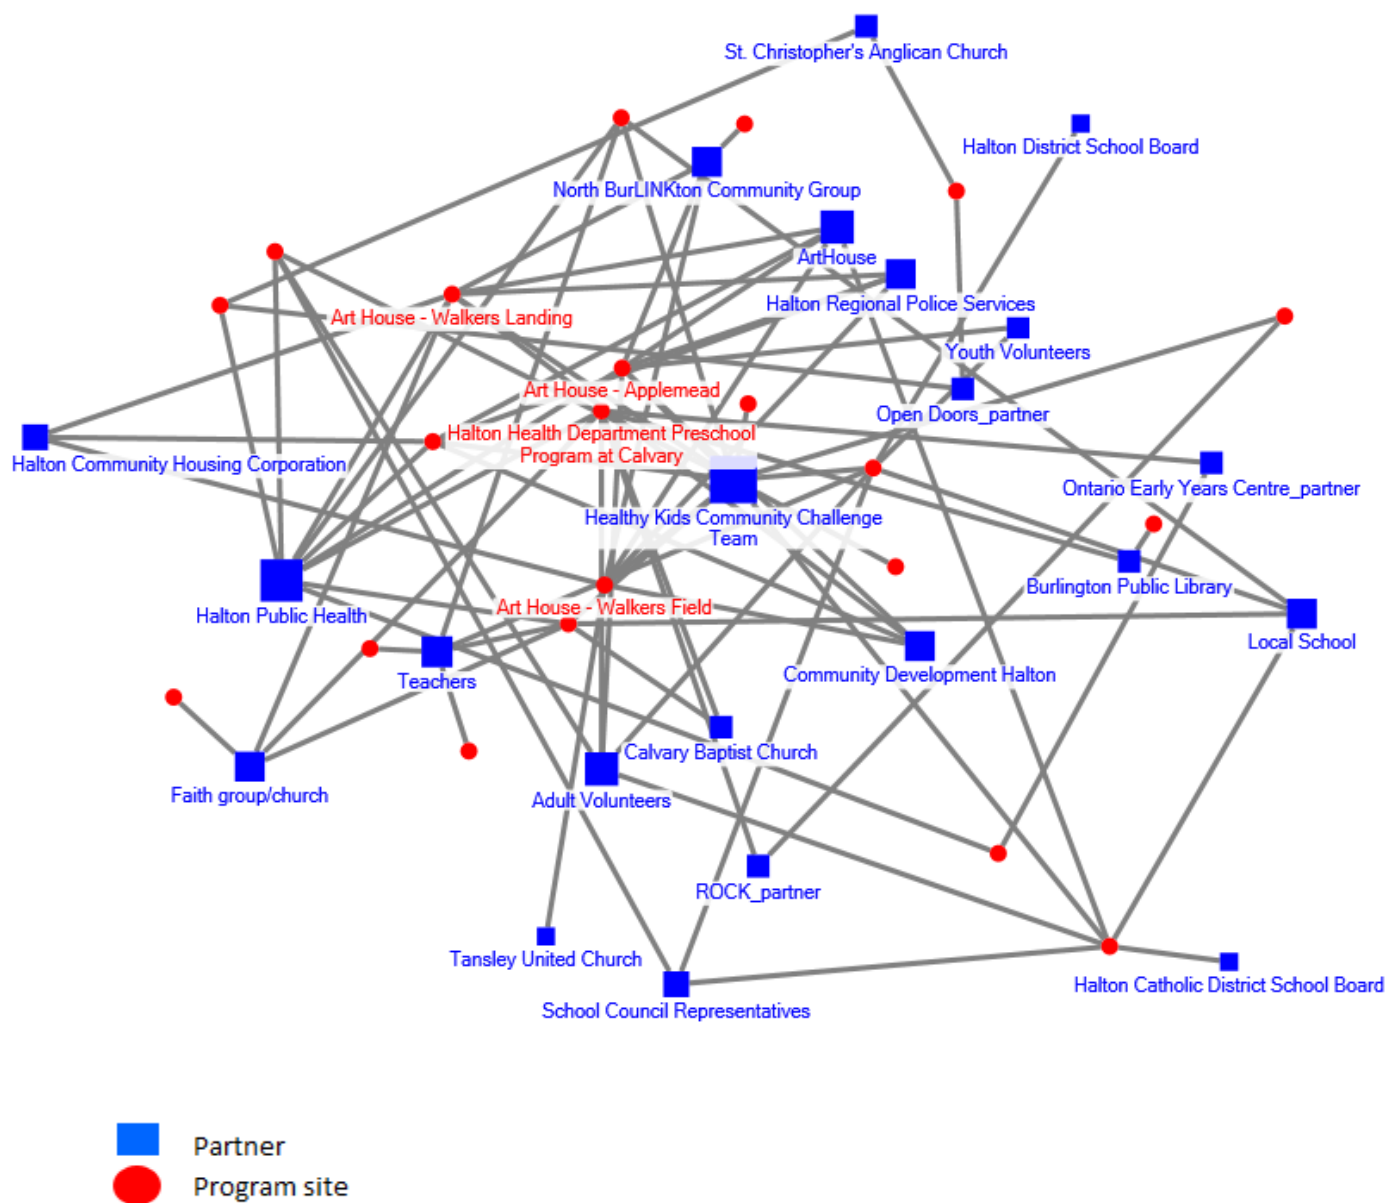 St. Christopher's Anglican Church
Halton District School Board
North BurLINKton Community Group
ArtHouse
Halton Regional Police Services
Art House - Walkers Landing
Youth Volunteers
Art House - Applemead
Open Doors_partner
Halton Health Department Preschool
Program at Calvary
Halton Community Housing Corporation
Ontario Early Years Centre_partner
Healthy Kids Community Challenge
Team
Burlington Public Library
Art House - Walkers Field
Halton Public Health
Local School
Community Development Halton
Teachers
Calvary Baptist Church
Faith group/church
Adult Volunteers
ROCK_partner
Tansley United Church
Halton Catholic District School Board
School Council Representatives
Partner
Program site